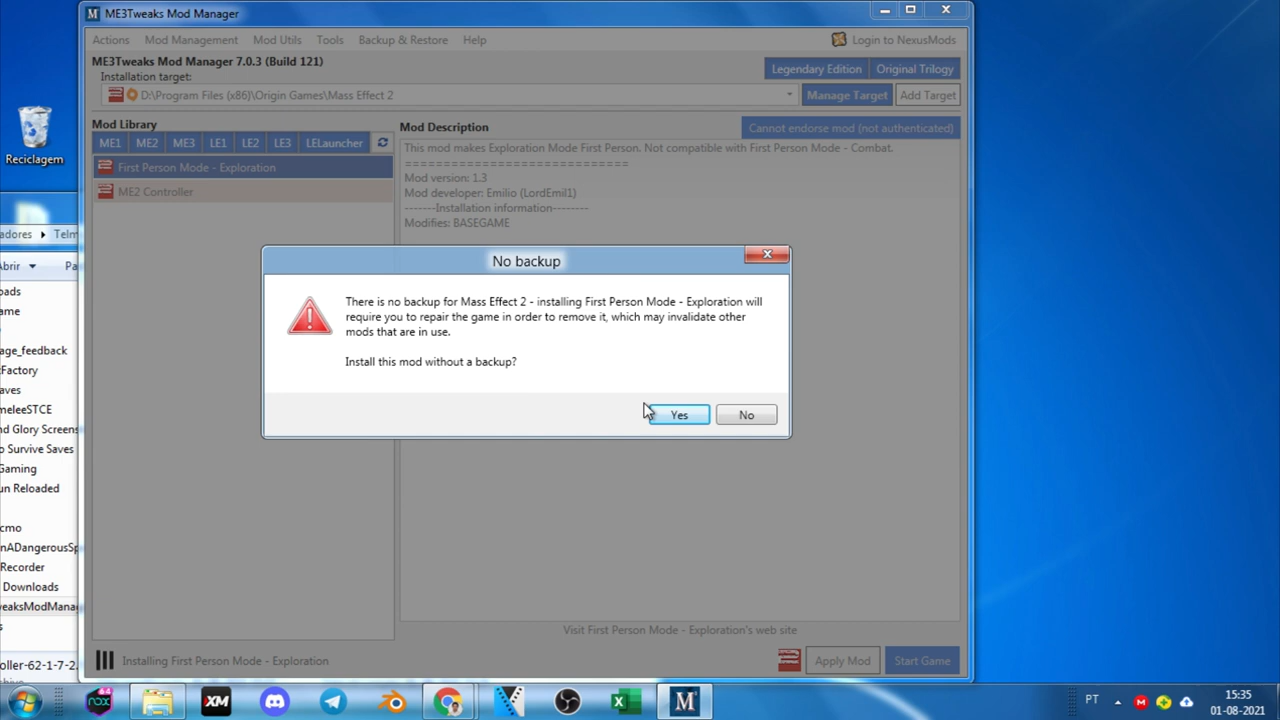 ME3Tweaks Mod Manager
Actions Mod Management Mod Utils Tools Backup & Restore Help Login to NexusMods
ME3Tweaks Mod Manager 7.0.3 (Build 121)
Legendary Edition Original Trilogy
Installation target:
D:\Program Files (x86)\Origin Games\Mass Effect 2
Manage Target Add Target
Mod Library
ME1 ME2 ME3 LE1 LE2 LE3 LELauncher
First Person Mode - Exploration
ME2 Controller
Mod Description
Cannot endorse mod (not authenticated)
This mod makes Exploration Mode First Person. Not compatible with First Person Mode - Combat.
============================
Mod version: 1.3
Mod developer: Emilio (LordEmil1)
-------Installation information--------
Modifies: BASEGAME
No backup
There is no backup for Mass Effect 2 - installing First Person Mode - Exploration will
require you to repair the game in order to remove it, which may invalidate other
mods that are in use.
Install this mod without a backup?
Yes No
Visit First Person Mode - Exploration's web site
Installing First Person Mode - Exploration
Apply Mod Start Game
Reciclagem
adores Telm
Abrir Pa
ads
me
age_feedback
Factory
aves
meleeSTCE
nd Glory Screens
o Survive Saves
Gaming
un Reloaded
cmo
nADangerousSp
Recorder
Downloads
weaksModMana
s
oller-62-1-7-2
64
nox
XM
M
PT
M
15:35
01-08-2021